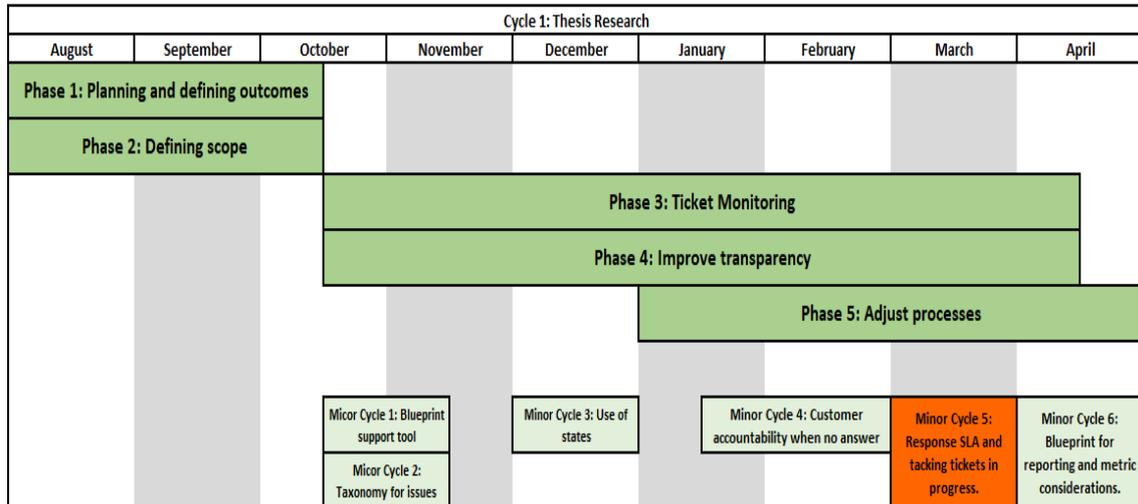 Cycle 1: Thesis Research
August September October November December January February March April
Phase 1: Planning and defining outcomes
Phase 2: Defining scope
Phase 3: Ticket Monitoring
Phase 4: Improve transparency
Phase 5: Adjust processes
Micor Cycle 1: Blueprint
support tool
Micor Cycle 2:
Taxonomy for issues
Minor Cycle 3: Use of
states
Minor Cycle 4: Customer
accountability when no answer
Minor Cycle 5:
Response SLA and
tacking tickets in
progress.
Minor Cycle 6:
Blueprint for
reporting and metric
considerations.